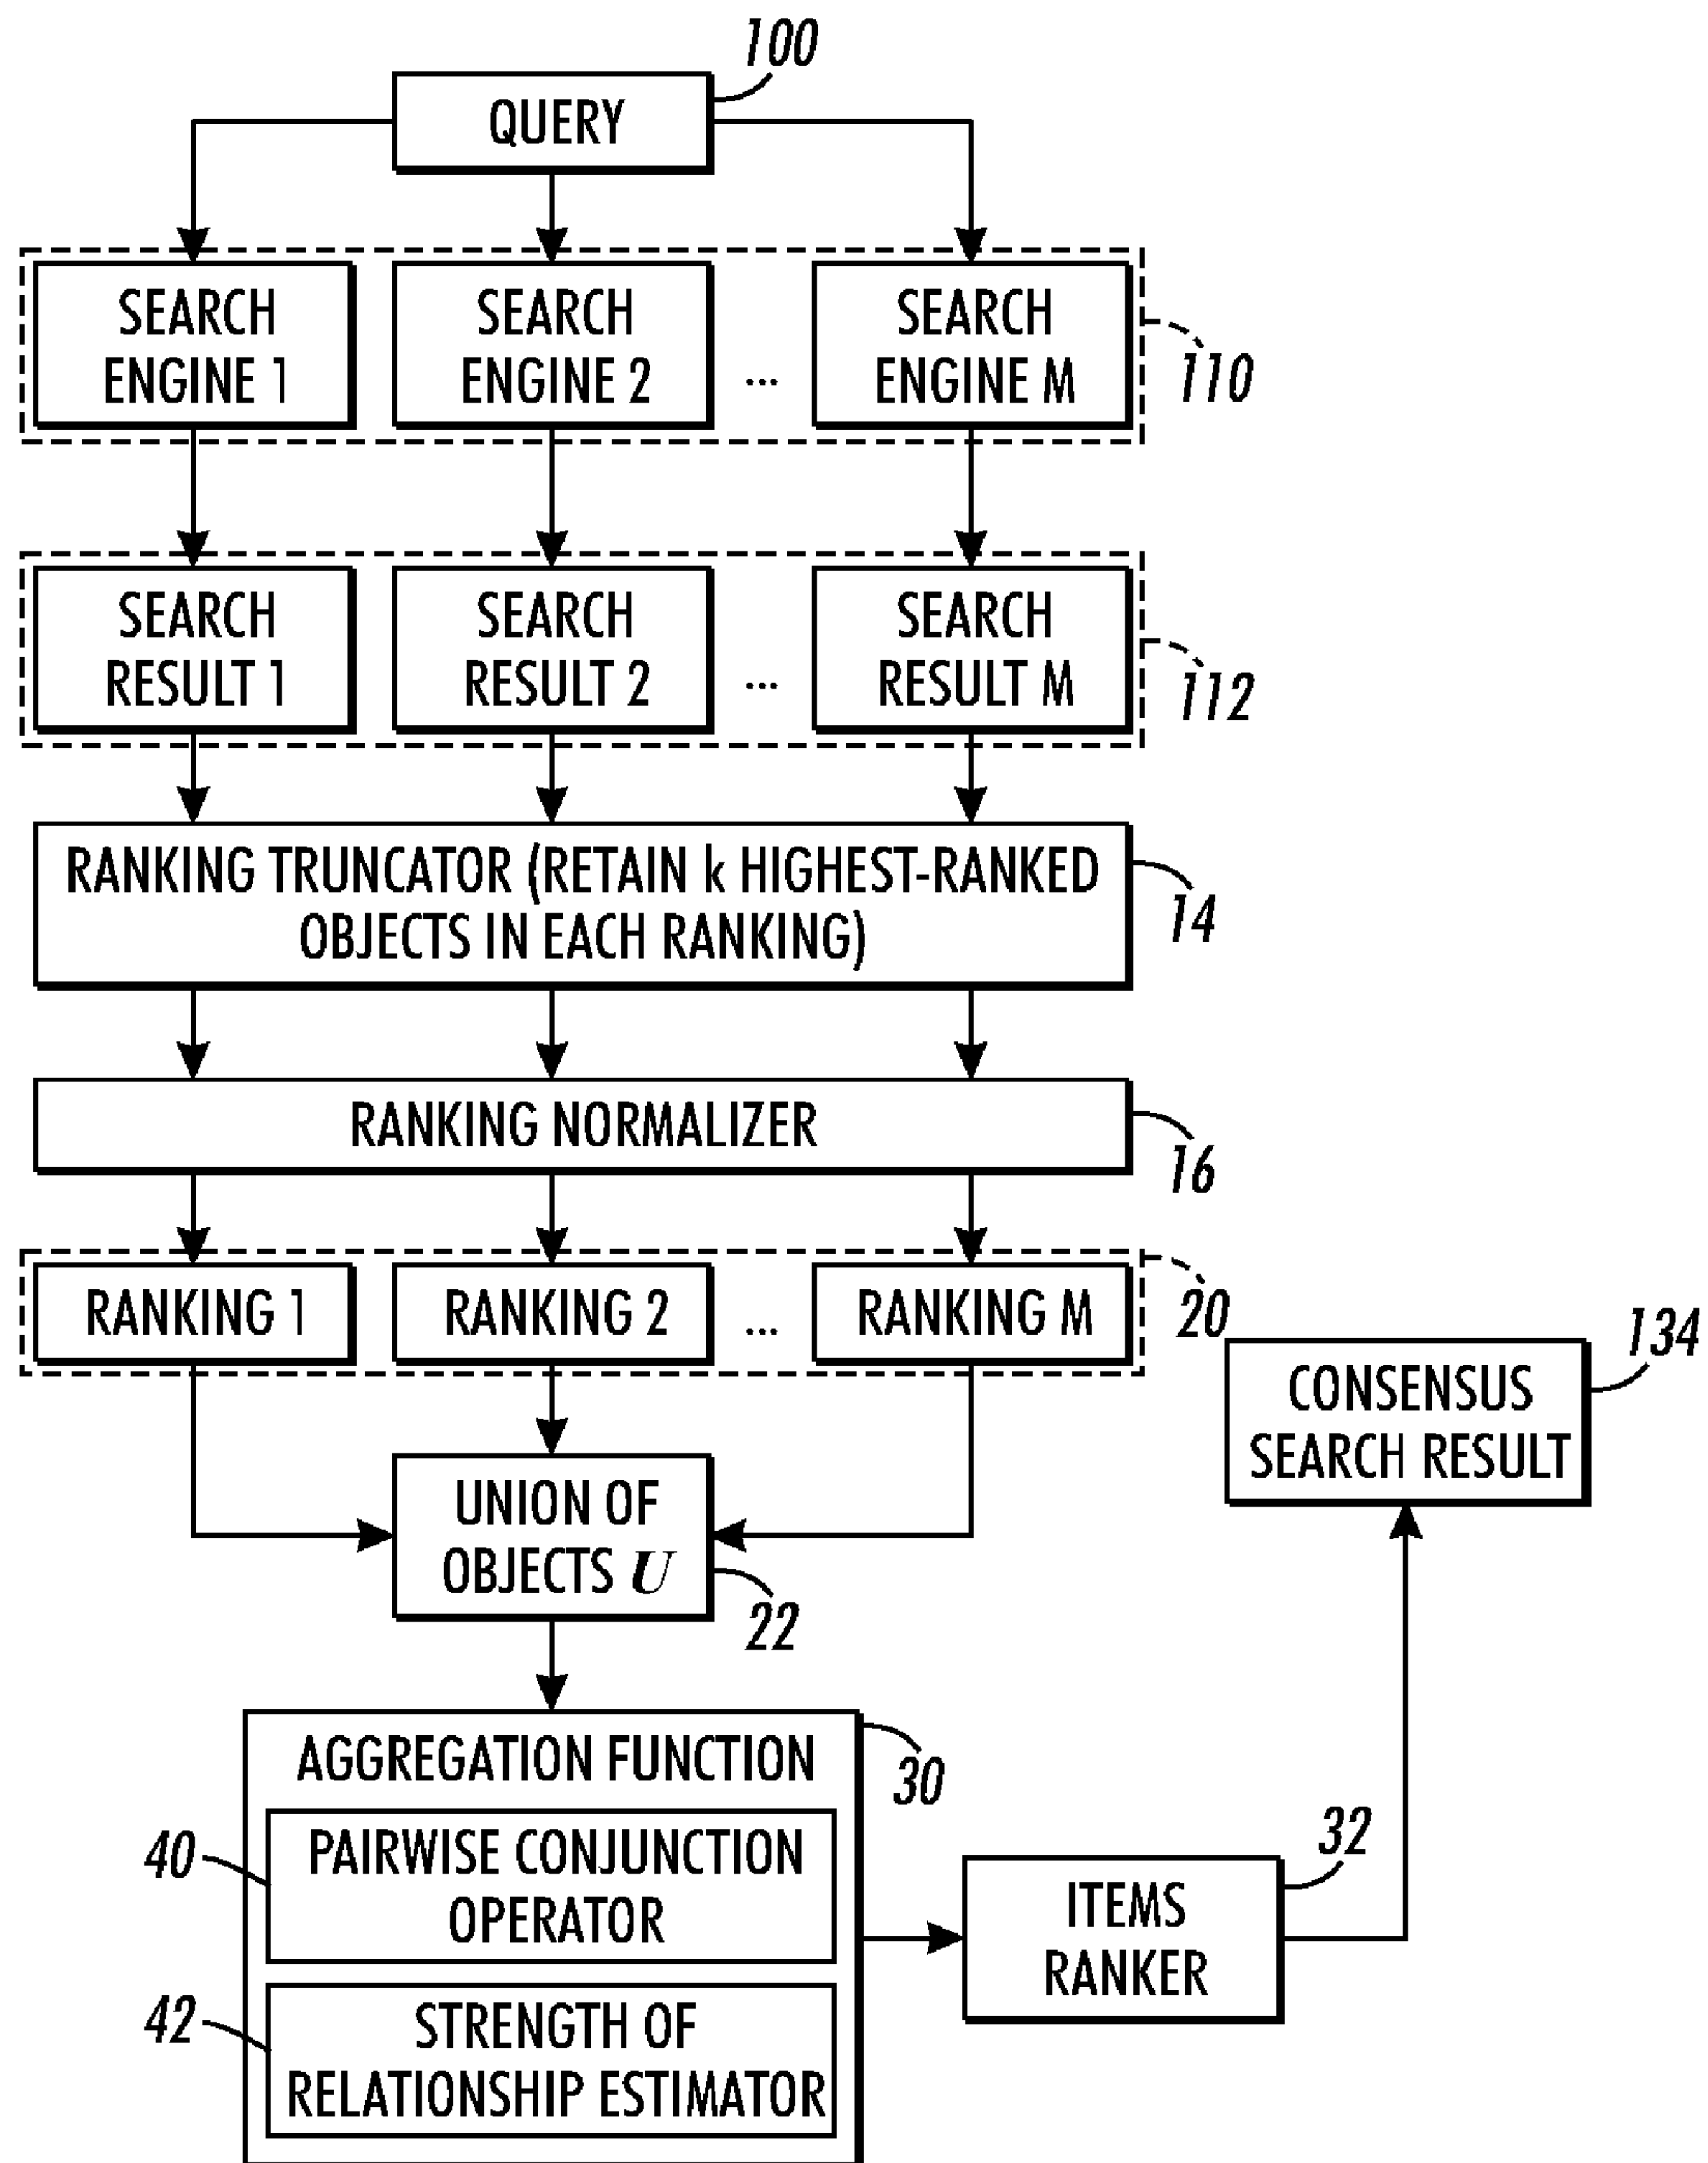 100
QUERY
SEARCH
ENGINE 1
SEARCH
ENGINE 2
...
SEARCH
ENGINE M
110
SEARCH
RESULT 1
SEARCH
RESULT 2
...
SEARCH
RESULT M
112
RANKING TRUNCATOR (RETAIN k HIGHEST-RANKED
OBJECTS IN EACH RANKING)
14
RANKING NORMALIZER
16
RANKING 1
RANKING 2
...
RANKING M
20
134
CONSENSUS
SEARCH RESULT
UNION OF
OBJECTS U
22
AGGREGATION FUNCTION
30
40
PAIRWISE CONJUNCTION
OPERATOR
32
ITEMS
RANKER
42
STRENGTH OF
RELATIONSHIP ESTIMATOR